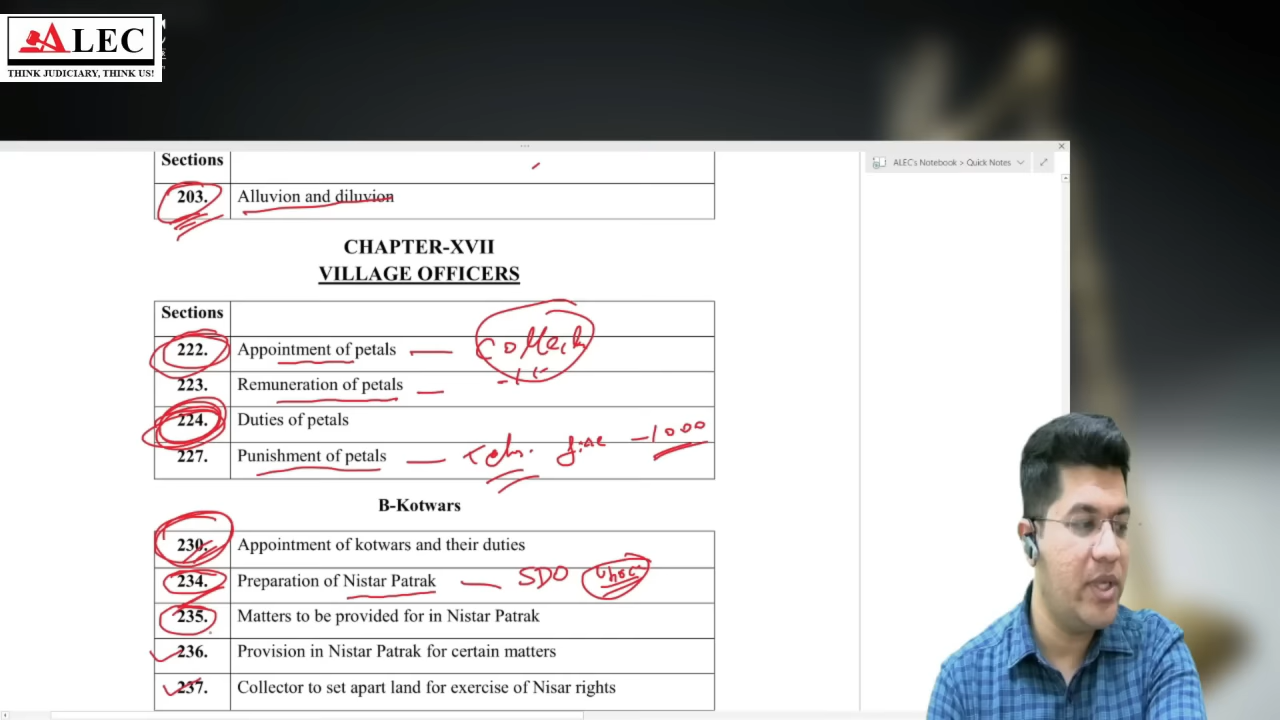 ALEC
THINK JUDICIARY, THINK US!
ALEC's Notebook > Quick Notes
Sections
203. Alluvion and diluvion
CHAPTER-XVII
VILLAGE OFFICERS
Sections
222. Appointment of petals —
223. Remuneration of petals —
224. Duties of petals
227. Punishment of petals — Teh. fine —1000
B-Kotwars
230. Appointment of kotwars and their duties
234. Preparation of Nistar Patrak — SDO
235. Matters to be provided for in Nistar Patrak
236. Provision in Nistar Patrak for certain matters
237. Collector to set apart land for exercise of Nisar rights